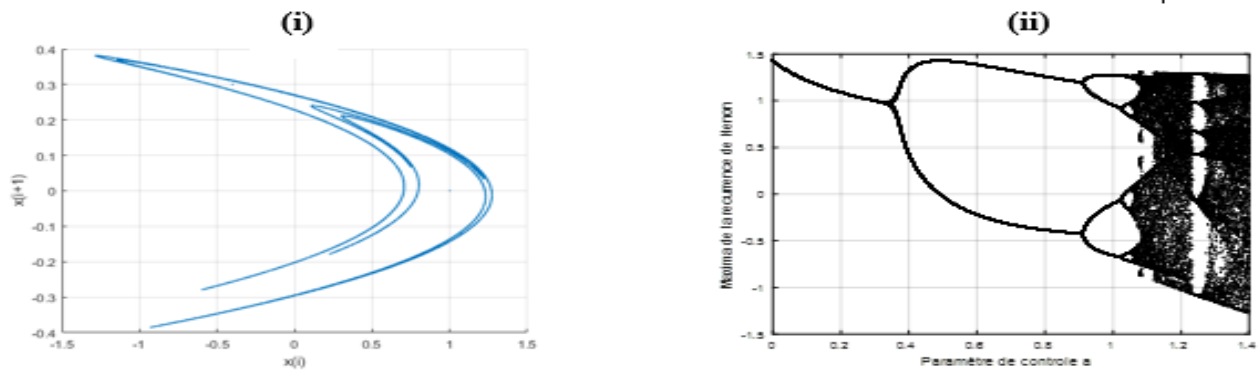 (i)
0.4
0.3
0.2
0.1
0
-0.1
-0.2
-0.3
-0.4
-1.5 -1 -0.5 0 0.5 1 1.5
x(i)
x(i+1)
(ii)
1.5
1
0.5
0
-0.5
-1
-1.5
0 0.2 0.4 0.6 0.8 1 1.2 1.4
Paramètre de controle a
Maxima de la recurrence de Henon